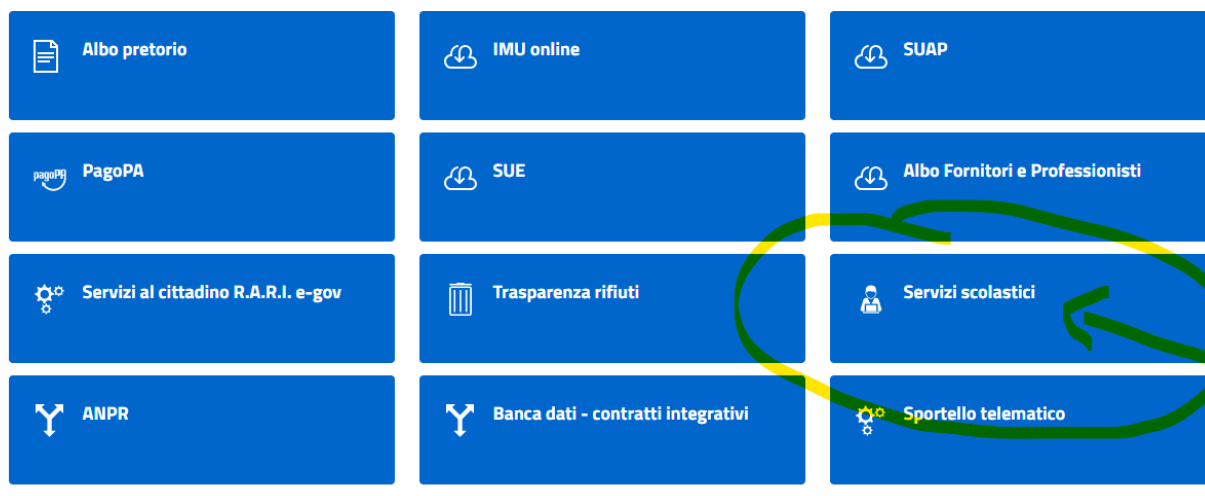 Albo pretorio
IMU online
SUAP
pagoPA PagoPA
SUE
Albo Fornitori e Professionisti
Servizi al cittadino R.A.R.I. e-gov
Trasparenza rifiuti
Servizi scolastici
ANPR
Banca dati - contratti integrativi
Sportello telematico